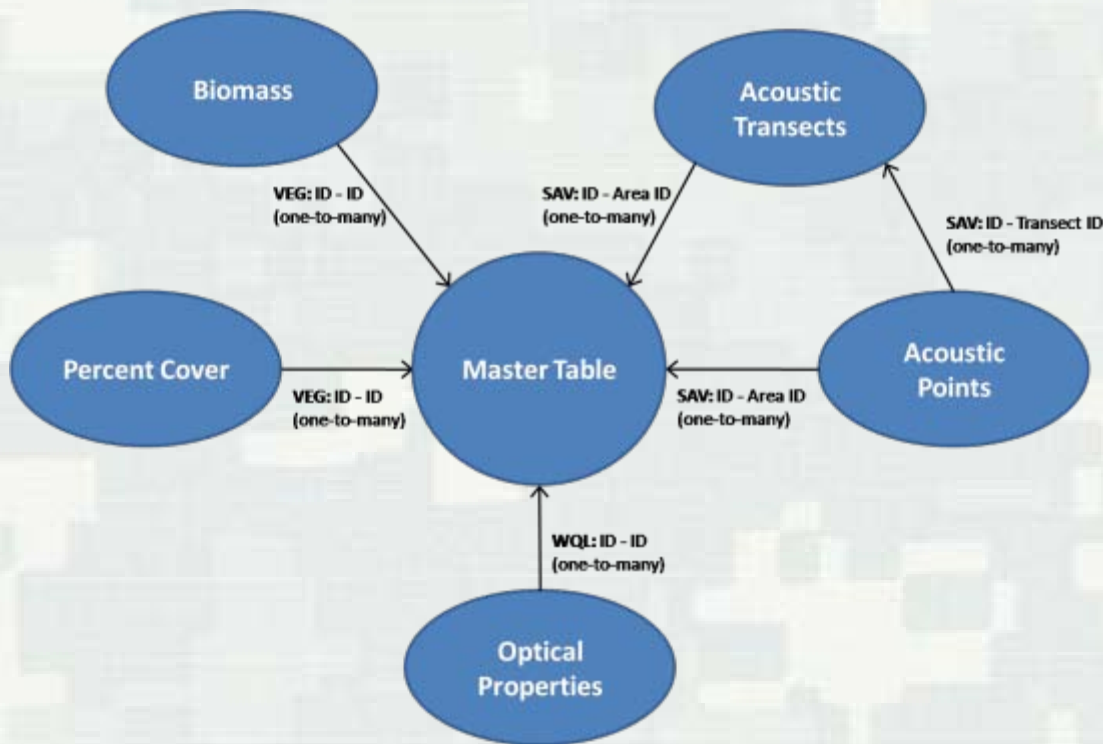 Biomass
Acoustic
Transects
VEG: ID - ID
(one-to-many)
SAV: ID - Area ID
(one-to-many)
SAV: ID - Transect ID
(one-to-many)
Percent Cover
Master Table
Acoustic
Points
VEG: ID - ID
(one-to-many)
SAV: ID - Area ID
(one-to-many)
WQL: ID - ID
(one-to-many)
Optical
Properties